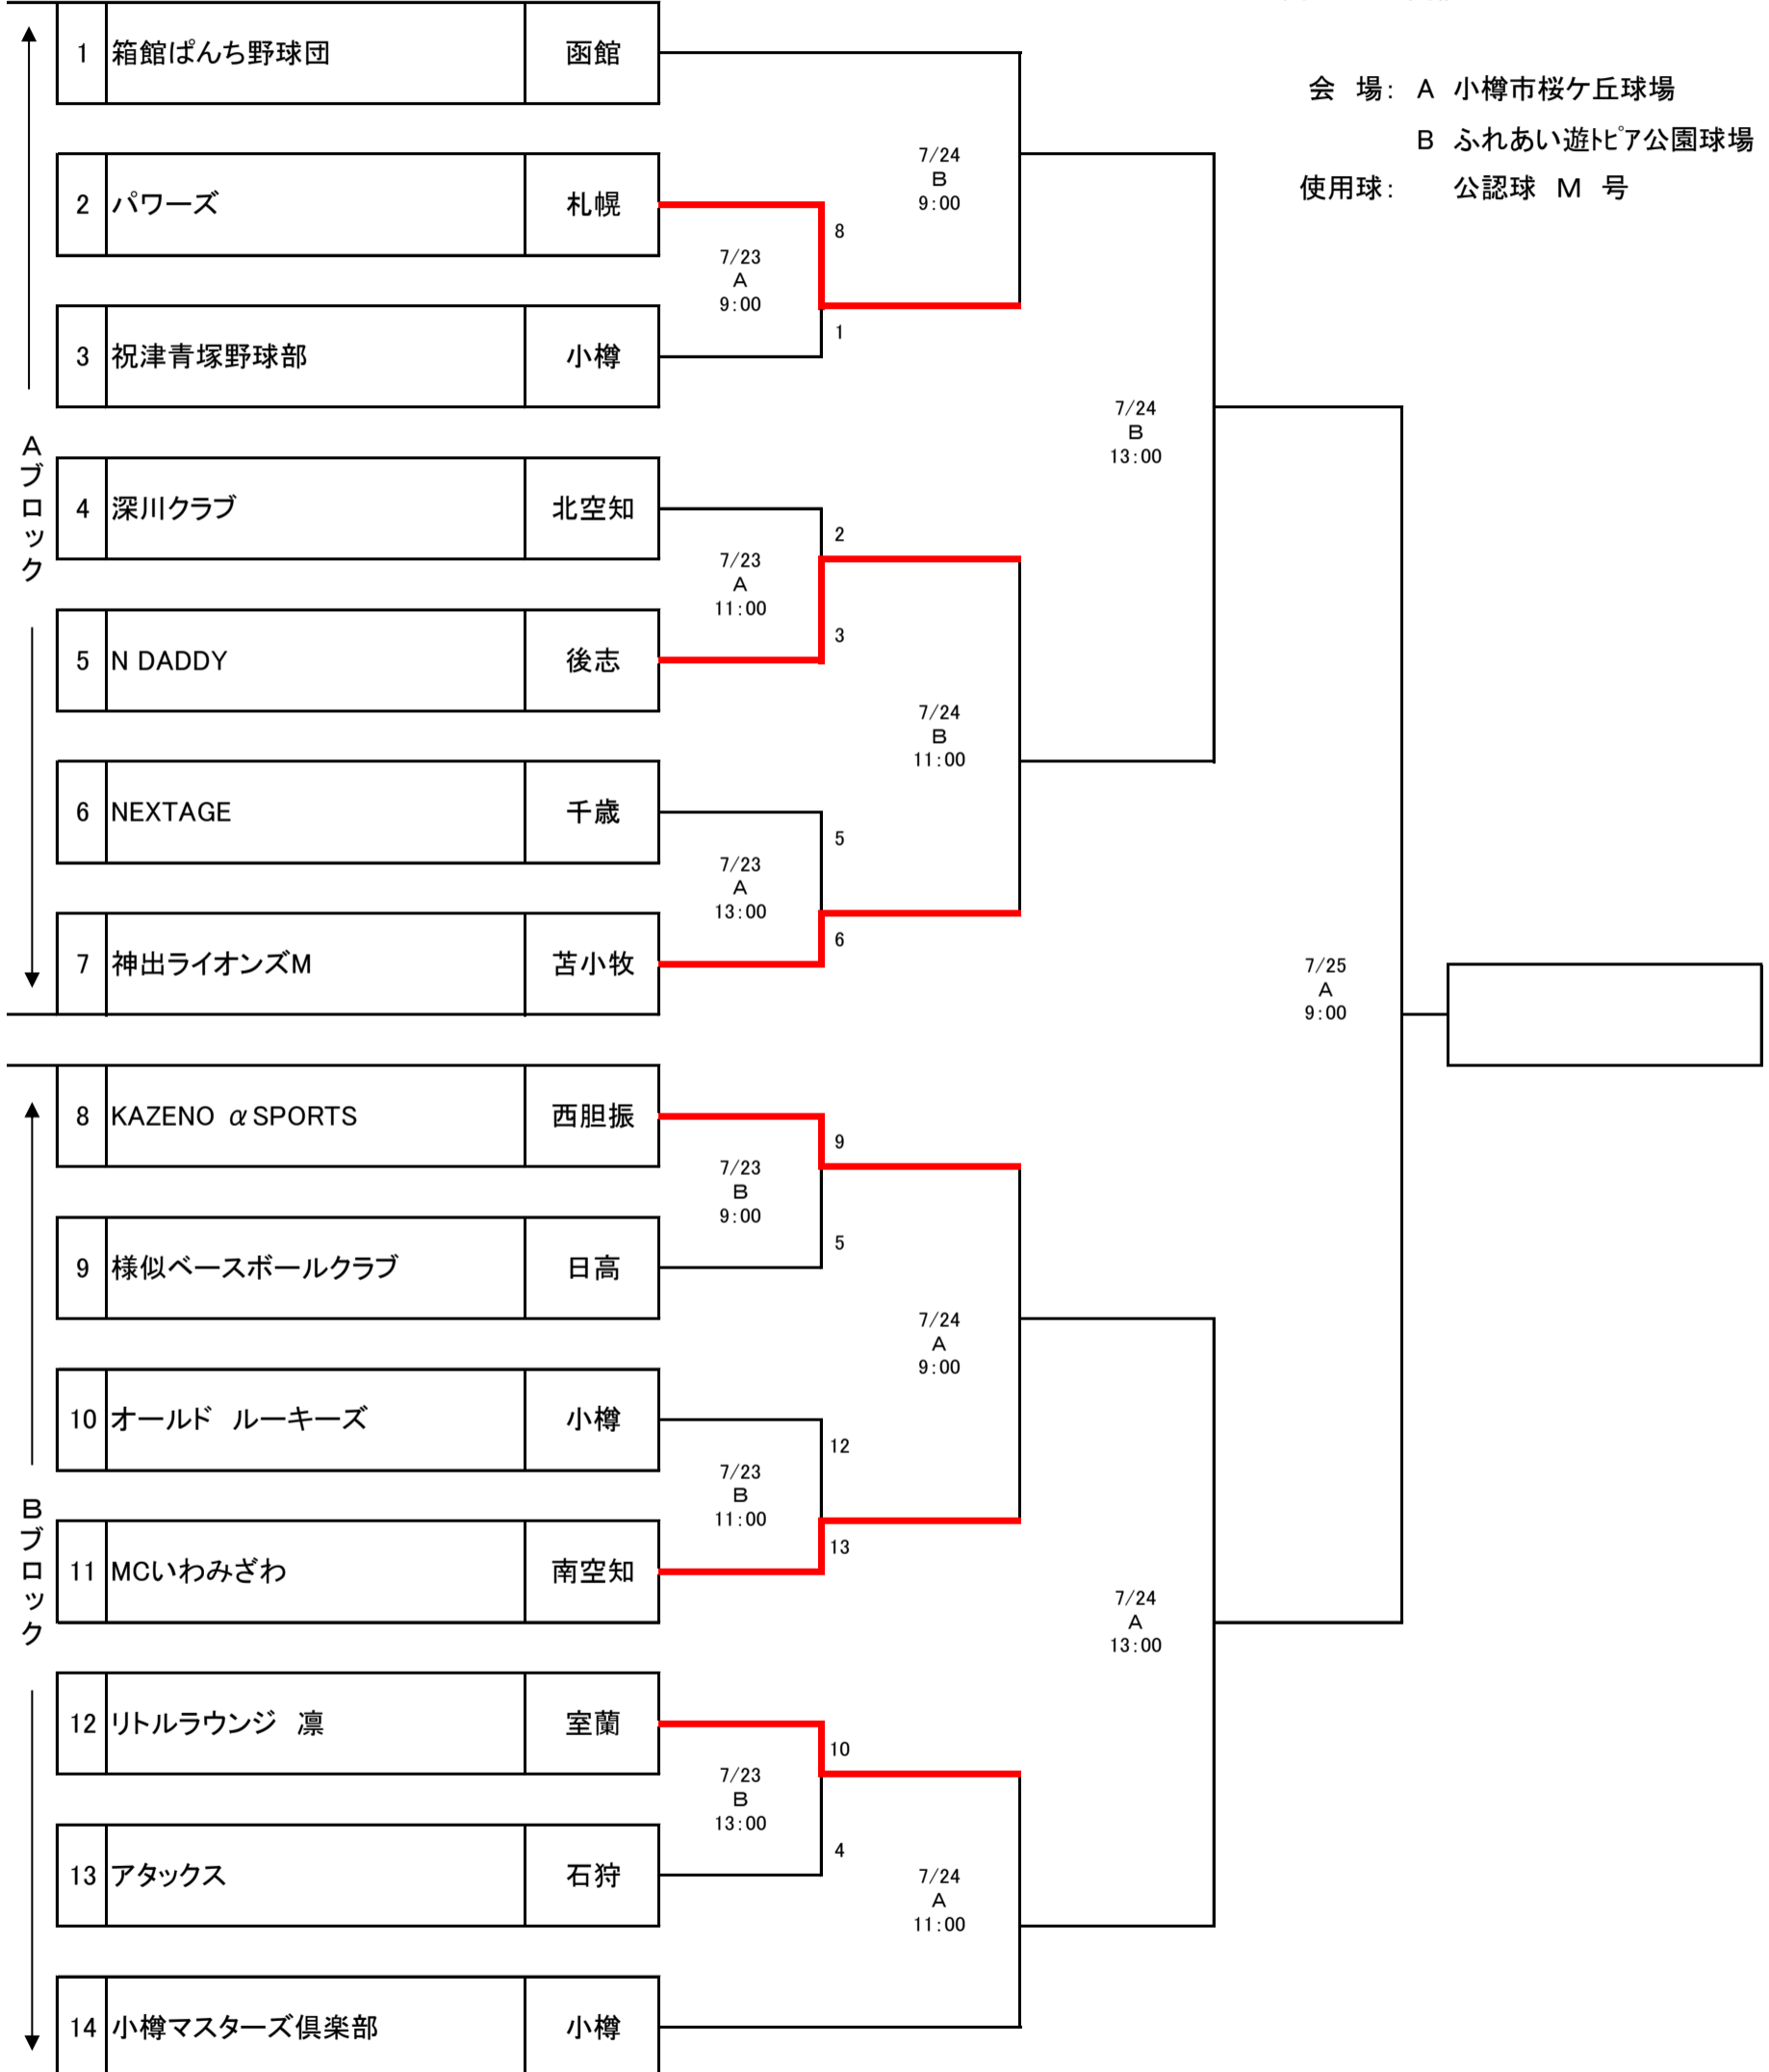 会　場： A 小樽市桜ケ丘球場
B ふれあい遊ﾄﾋﾟｱ公園球場
使用球： 公認球 M 号
Aブロック
1 箱館ぱんち野球団 函館
2 パワーズ 札幌
3 祝津青塚野球部 小樽
4 深川クラブ 北空知
5 N DADDY 後志
6 NEXTAGE 千歳
7 神出ライオンズM 苫小牧
Bブロック
8 KAZENO αSPORTS 西胆振
9 様似ベースボールクラブ 日高
10 オールド　ルーキーズ 小樽
11 MCいわみざわ 南空知
12 リトルラウンジ　凛 室蘭
13 アタックス 石狩
14 小樽マスターズ倶楽部 小樽
7/23
A
9:00
8
1
7/23
A
11:00
2
3
7/23
A
13:00
5
6
7/23
B
9:00
9
5
7/23
B
11:00
12
13
7/23
B
13:00
10
4
7/24
B
9:00
7/24
B
11:00
7/24
A
9:00
7/24
A
11:00
7/24
B
13:00
7/24
A
13:00
7/25
A
9:00